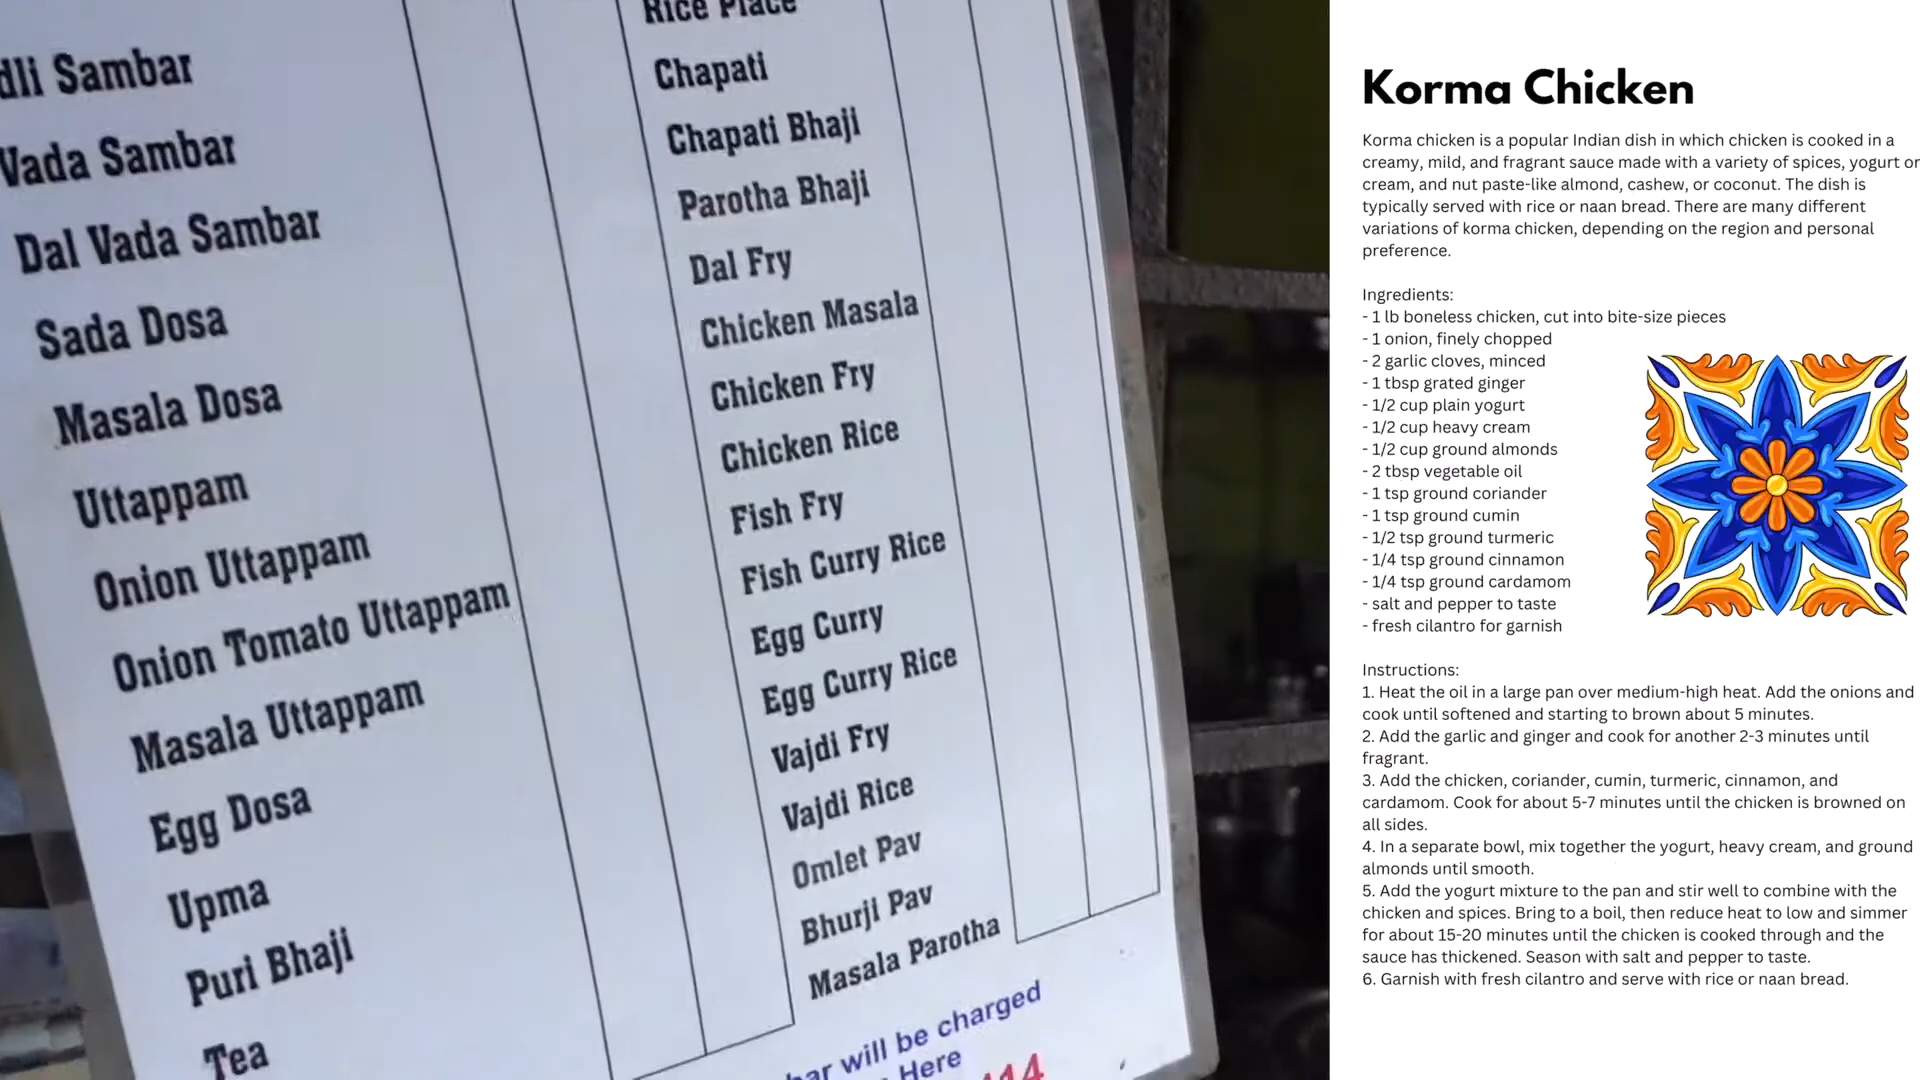 dli Sambar
Vada Sambar
Dal Vada Sambar
Sada Dosa
Masala Dosa
Uttappam
Onion Uttappam
Onion Tomato Uttappam
Masala Uttappam
Egg Dosa
Upma
Puri Bhaji
Tea
Rice Place
Chapati
Chapati Bhaji
Parotha Bhaji
Dal Fry
Chicken Masala
Chicken Fry
Chicken Rice
Fish Fry
Fish Curry Rice
Egg Curry
Egg Curry Rice
Vajdi Fry
Vajdi Rice
Omlet Pav
Bhurji Pav
Masala Parotha
will be charged
Here
Korma Chicken
Korma chicken is a popular Indian dish in which chicken is cooked in a
creamy, mild, and fragrant sauce made with a variety of spices, yogurt or
cream, and nut paste-like almond, cashew, or coconut. The dish is
typically served with rice or naan bread. There are many different
variations of korma chicken, depending on the region and personal
preference.
Ingredients:
- 1 lb boneless chicken, cut into bite-size pieces
- 1 onion, finely chopped
- 2 garlic cloves, minced
- 1 tbsp grated ginger
- 1/2 cup plain yogurt
- 1/2 cup heavy cream
- 1/2 cup ground almonds
- 2 tbsp vegetable oil
- 1 tsp ground coriander
- 1 tsp ground cumin
- 1/2 tsp ground turmeric
- 1/4 tsp ground cinnamon
- 1/4 tsp ground cardamom
- salt and pepper to taste
- fresh cilantro for garnish
Instructions:
1. Heat the oil in a large pan over medium-high heat. Add the onions and
cook until softened and starting to brown about 5 minutes.
2. Add the garlic and ginger and cook for another 2-3 minutes until
fragrant.
3. Add the chicken, coriander, cumin, turmeric, cinnamon, and
cardamom. Cook for about 5-7 minutes until the chicken is browned on
all sides.
4. In a separate bowl, mix together the yogurt, heavy cream, and ground
almonds until smooth.
5. Add the yogurt mixture to the pan and stir well to combine with the
chicken and spices. Bring to a boil, then reduce heat to low and simmer
for about 15-20 minutes until the chicken is cooked through and the
sauce has thickened. Season with salt and pepper to taste.
6. Garnish with fresh cilantro and serve with rice or naan bread.